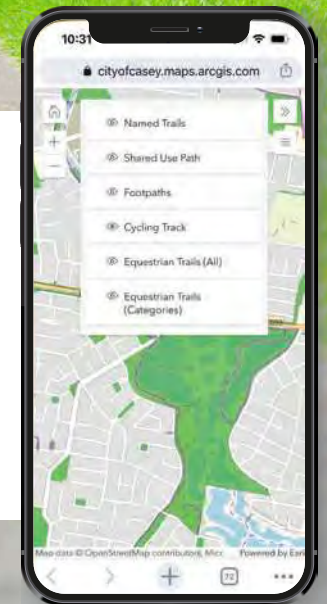 10:31
cityofcasey.maps.arcgis.com
Named Trails
Shared Use Path
Footpaths
Cycling Track
Equestrian Trails (All)
Equestrian Trails
(Categories)
Map data © OpenStreetMap contributors, Micr Powered by Esri
72